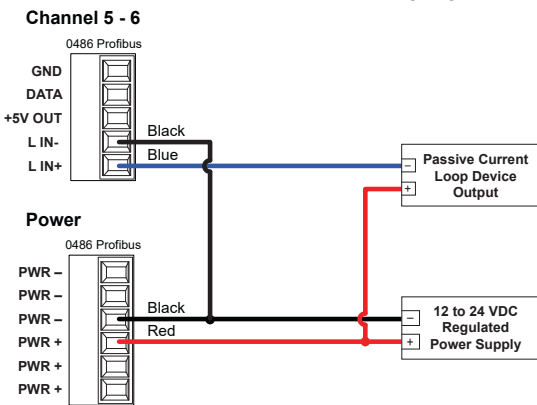 Channel 5 - 6
0486 Profibus
GND
DATA
+5V OUT
L IN-
L IN+
Black
Blue
–
+
Passive Current
Loop Device
Output
Power
0486 Profibus
PWR –
PWR –
PWR –
PWR +
PWR +
PWR +
Black
Red
–
+
12 to 24 VDC
Regulated
Power Supply